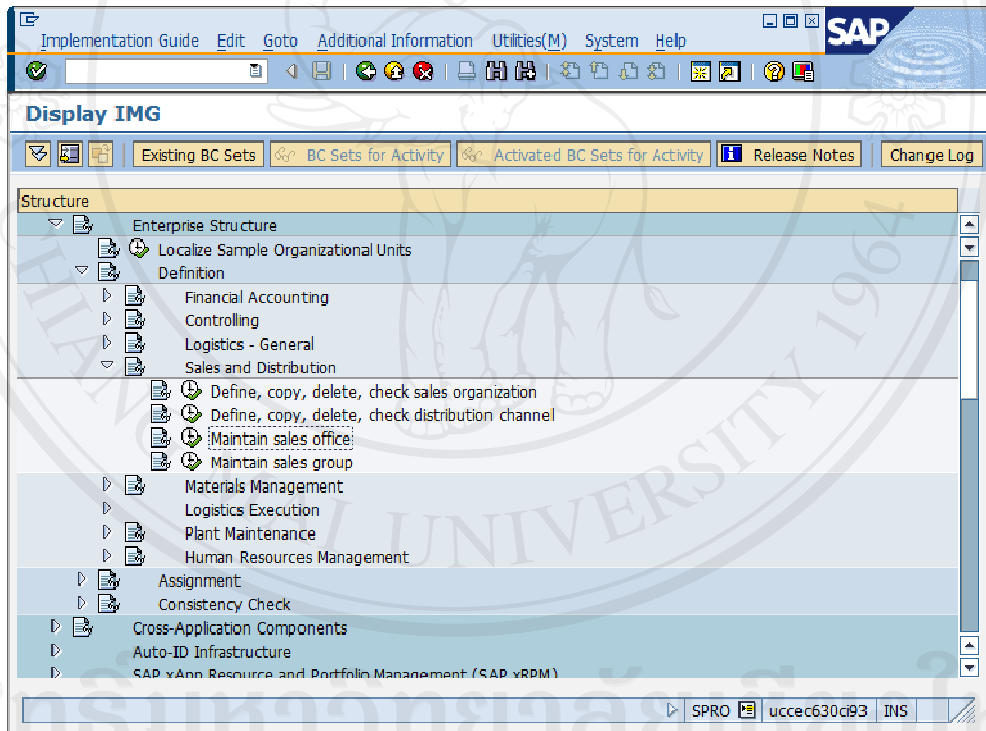 Implementation Guide Edit Goto Additional Information Utilities(M) System Help
SAP
Display IMG
Existing BC Sets BC Sets for Activity Activated BC Sets for Activity Release Notes Change Log
Structure
Enterprise Structure
Localize Sample Organizational Units
Definition
Financial Accounting
Controlling
Logistics - General
Sales and Distribution
Define, copy, delete, check sales organization
Define, copy, delete, check distribution channel
Maintain sales office
Maintain sales group
Materials Management
Logistics Execution
Plant Maintenance
Human Resources Management
Assignment
Consistency Check
Cross-Application Components
Auto-ID Infrastructure
SAP xApp Resource and Portfolio Management (SAP xRPM)
SPRO uccec630ci93 INS
UNIVERSITY 1964